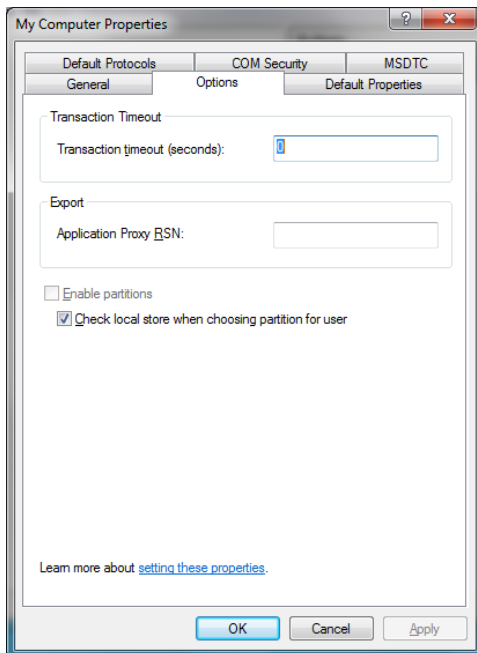 My Computer Properties
?
X
Default Protocols
COM Security
MSDTC
General
Options
Default Properties
Transaction Timeout
Transaction timeout (seconds):
0
Export
Application Proxy RSN:
Enable partitions
Check local store when choosing partition for user
Learn more about setting these properties.
OK
Cancel
Apply